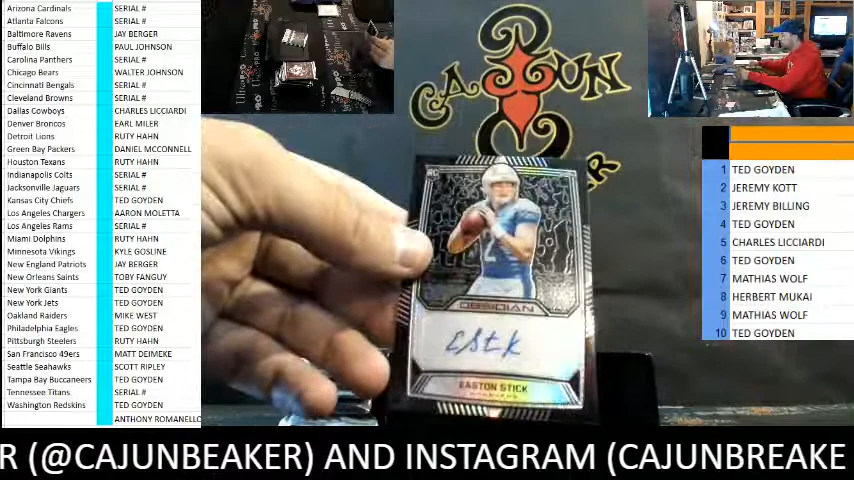 Arizona Cardinals SERIAL #
Atlanta Falcons SERIAL #
Baltimore Ravens JAY BERGER
Buffalo Bills PAUL JOHNSON
Carolina Panthers SERIAL #
Chicago Bears WALTER JOHNSON
Cincinnati Bengals SERIAL #
Cleveland Browns SERIAL #
Dallas Cowboys CHARLES LICCIARDI
Denver Broncos EARL MILER
Detroit Lions RUTY HAHN
Green Bay Packers DANIEL MCCONNELL
Houston Texans RUTY HAHN
Indianapolis Colts SERIAL #
Jacksonville Jaguars SERIAL #
Kansas City Chiefs TED GOYDEN
Los Angeles Chargers AARON MOLETTA
Los Angeles Rams SERIAL #
Miami Dolphins RUTY HAHN
Minnesota Vikings KYLE GOSLINE
New England Patriots JAY BERGER
New Orleans Saints TOBY FANGUY
New York Giants TED GOYDEN
New York Jets TED GOYDEN
Oakland Raiders MIKE WEST
Philadelphia Eagles TED GOYDEN
Pittsburgh Steelers RUTY HAHN
San Francisco 49ers MATT DEIMEKE
Seattle Seahawks SCOTT RIPLEY
Tampa Bay Buccaneers TED GOYDEN
Tennessee Titans SERIAL #
Washington Redskins TED GOYDEN
ANTHONY ROMANELLO
CAJUN
RC
OBSIDIAN
EStick
EASTON STICK
1 TED GOYDEN
2 JEREMY KOTT
3 JEREMY BILLING
4 TED GOYDEN
5 CHARLES LICCIARDI
6 TED GOYDEN
7 MATHIAS WOLF
8 HERBERT MUKAI
9 MATHIAS WOLF
10 TED GOYDEN
R (@CAJUNBEAKER) AND INSTAGRAM (CAJUNBREAKE